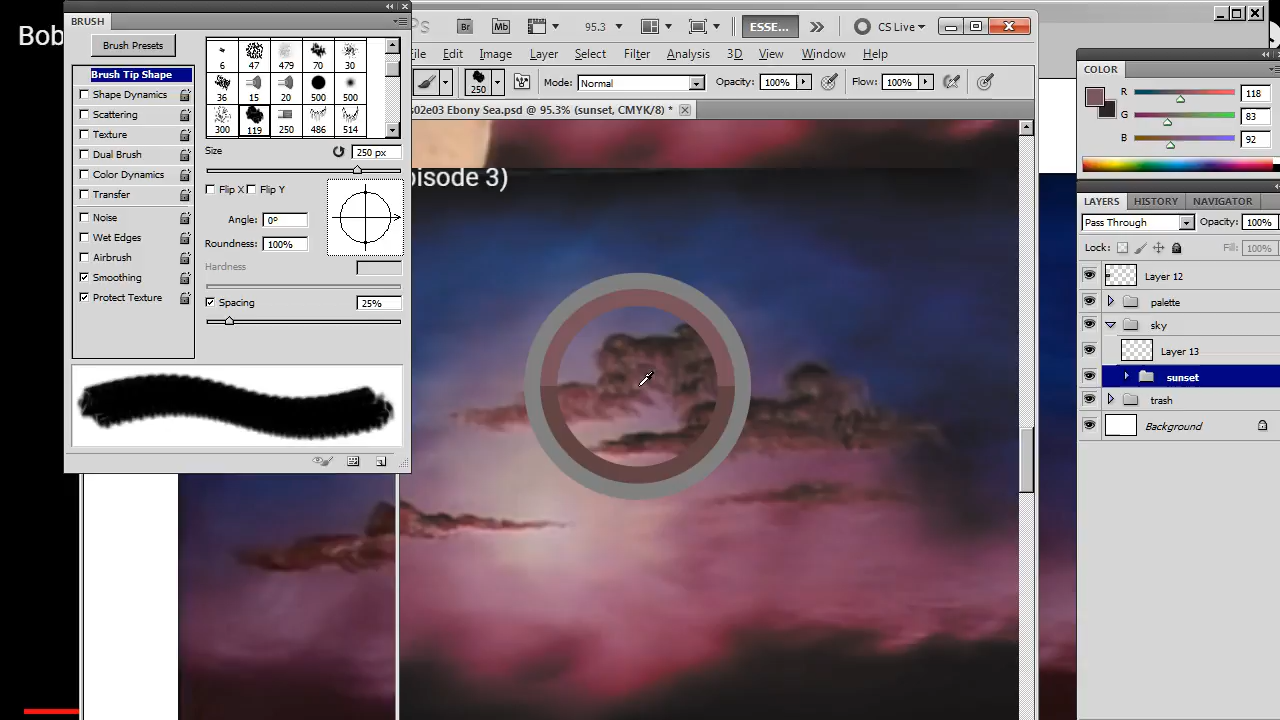 Bob
BRUSH
Brush Presets
Brush Tip Shape
Shape Dynamics
Scattering
Texture
Dual Brush
Color Dynamics
Transfer
Noise
Wet Edges
Airbrush
Smoothing
Protect Texture
6 47 479 70 30
36 15 20 500 500
300 119 250 486 514
Size 250 px
Flip X Flip Y
Angle: 0º
Roundness: 100%
Hardness
Spacing 25%
PS Br Mb 95.3 ESSE... CS Live
File Edit Image Layer Select Filter Analysis 3D View Window Help
250 Mode: Normal Opacity: 100% Flow: 100%
02e03 Ebony Sea.psd @ 95.3% (sunset, CMYK/8) *
pisode 3)
COLOR
R 118
G 83
B 92
LAYERS HISTORY NAVIGATOR
Pass Through Opacity: 100%
Lock: Fill: 100%
Layer 12
palette
sky
Layer 13
sunset
trash
Background